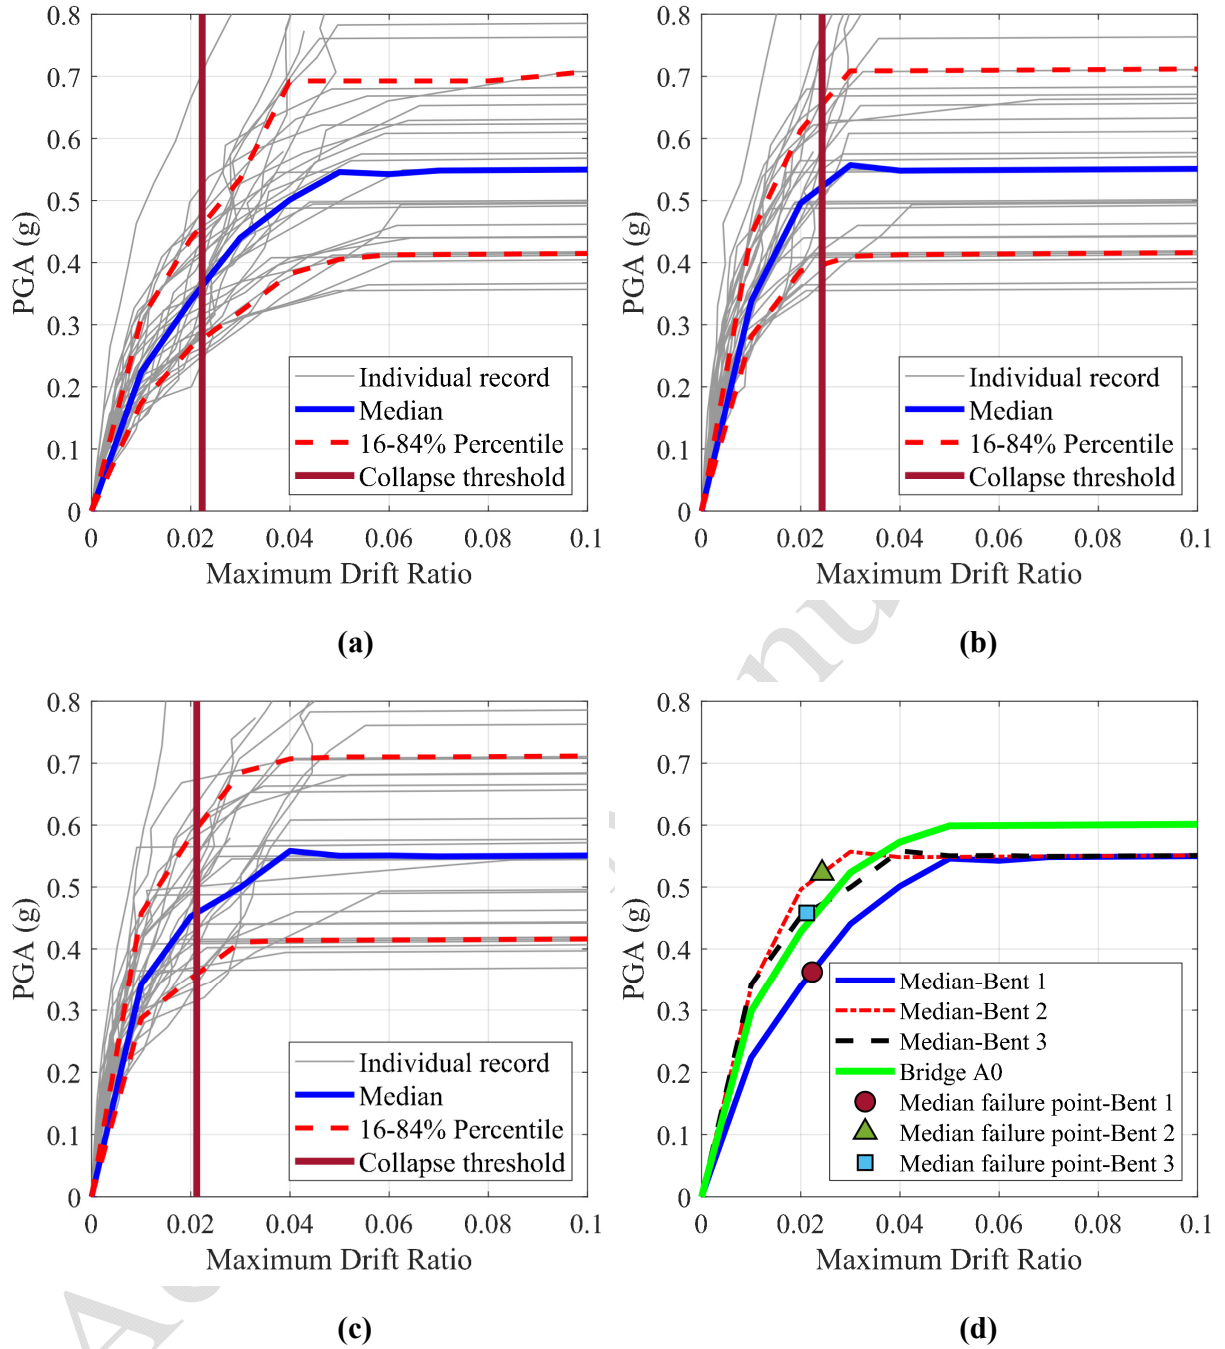 0.8
0.7
0.6
0.5
0.4
0.3
0.2
0.1
0
PGA (g)
0 0.02 0.04 0.06 0.08 0.1
Maximum Drift Ratio
Individual record
Median
16-84% Percentile
Collapse threshold
(a)
0.8
0.7
0.6
0.5
0.4
0.3
0.2
0.1
0
PGA (g)
0 0.02 0.04 0.06 0.08 0.1
Maximum Drift Ratio
Individual record
Median
16-84% Percentile
Collapse threshold
(b)
0.8
0.7
0.6
0.5
0.4
0.3
0.2
0.1
0
PGA (g)
0 0.02 0.04 0.06 0.08 0.1
Maximum Drift Ratio
Individual record
Median
16-84% Percentile
Collapse threshold
(c)
0.8
0.7
0.6
0.5
0.4
0.3
0.2
0.1
0
PGA (g)
0 0.02 0.04 0.06 0.08 0.1
Maximum Drift Ratio
Median-Bent 1
Median-Bent 2
Median-Bent 3
Bridge A0
Median failure point-Bent 1
Median failure point-Bent 2
Median failure point-Bent 3
(d)